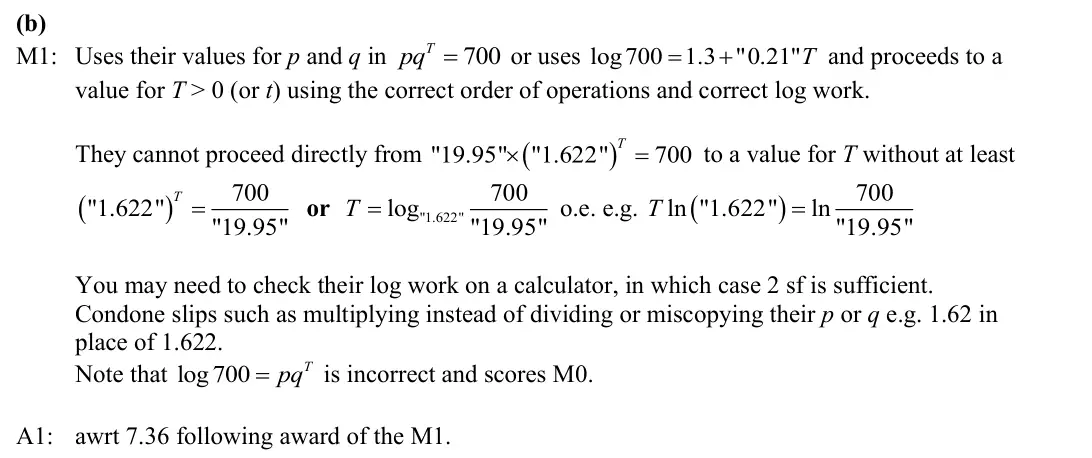 (b)
M1: Uses their values for p and q in pq^T = 700 or uses log 700 = 1.3 + "0.21"T and proceeds to a
value for T > 0 (or t) using the correct order of operations and correct log work.
They cannot proceed directly from "19.95"×("1.622")^T = 700 to a value for T without at least
("1.622")^T = 700/"19.95" or T = log_"1.622" 700/"19.95" o.e. e.g. T ln("1.622") = ln 700/"19.95"
You may need to check their log work on a calculator, in which case 2 sf is sufficient.
Condone slips such as multiplying instead of dividing or miscopying their p or q e.g. 1.62 in
place of 1.622.
Note that log 700 = pq^T is incorrect and scores M0.
A1: awrt 7.36 following award of the M1.